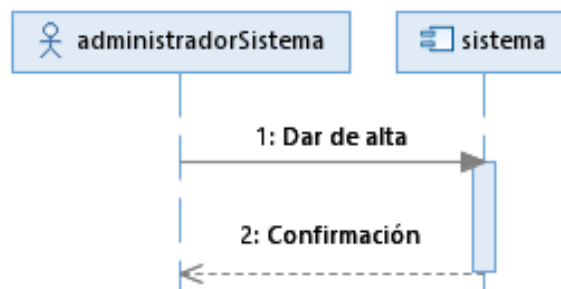 administradorSistema
sistema
1: Dar de alta
2: Confirmación